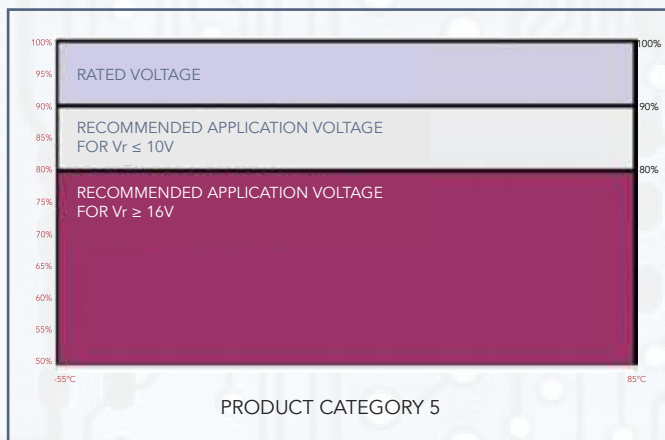 100%
95%
90%
85%
80%
75%
70%
65%
60%
55%
50%
RATED VOLTAGE
RECOMMENDED APPLICATION VOLTAGE
FOR Vr ≤ 10V
RECOMMENDED APPLICATION VOLTAGE
FOR Vr ≥ 16V
100%
90%
80%
-55°C
85°C
PRODUCT CATEGORY 5